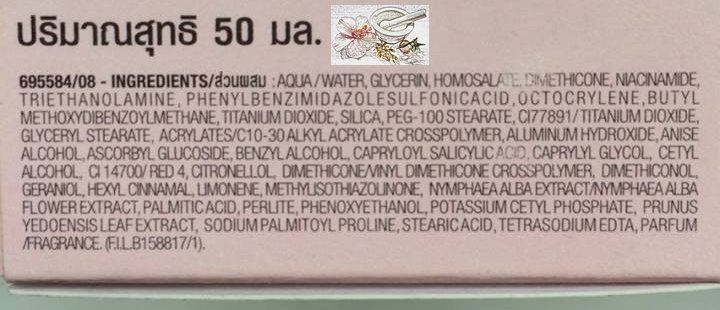 ปริมาณสุทธิ 50 มล.
695584/08 - INGREDIENTS/ส่วนผสม : AQUA / WATER, GLYCERIN, HOMOSALATE, DIMETHICONE, NIACINAMIDE,
TRIETHANOLAMINE, PHENYLBENZIMIDAZOLE SULFONIC ACID, OCTOCRYLENE, BUTYL
METHOXYDIBENZOYLMETHANE, TITANIUM DIOXIDE, SILICA, PEG-100 STEARATE, CI 77891 / TITANIUM DIOXIDE,
GLYCERYL STEARATE, ACRYLATES/C10-30 ALKYL ACRYLATE CROSSPOLYMER, ALUMINUM HYDROXIDE, ANISE
ALCOHOL, ASCORBYL GLUCOSIDE, BENZYL ALCOHOL, CAPRYLOYL SALICYLIC ACID, CAPRYLYL GLYCOL, CETYL
ALCOHOL, CI 14700/ RED 4, CITRONELLOL, DIMETHICONE/VINYL DIMETHICONE CROSSPOLYMER, DIMETHICONOL,
GERANIOL, HEXYL CINNAMAL, LIMONENE, METHYLISOTHIAZOLINONE, NYMPHAEA ALBA EXTRACT/NYMPHAEA ALBA
FLOWER EXTRACT, PALMITIC ACID, PERLITE, PHENOXYETHANOL, POTASSIUM CETYL PHOSPHATE, PRUNUS
YEDOENSIS LEAF EXTRACT, SODIUM PALMITOYL PROLINE, STEARIC ACID, TETRASODIUM EDTA, PARFUM
/FRAGRANCE. (F.I.L. B158817/1).